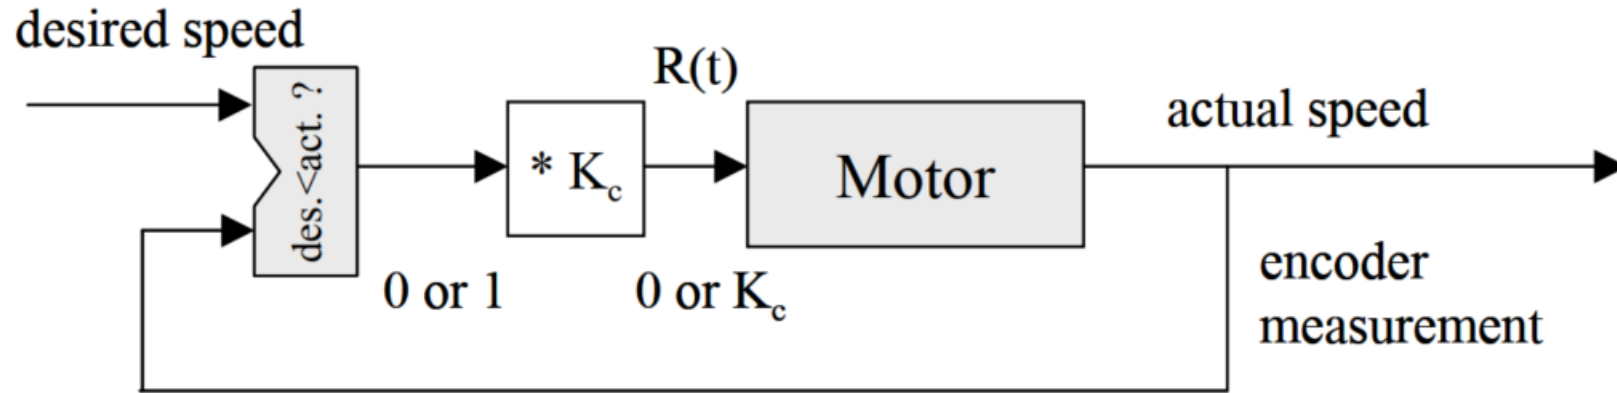 desired speed
des.<act. ?
0 or 1
* Kc
R(t)
0 or Kc
Motor
actual speed
encoder
measurement